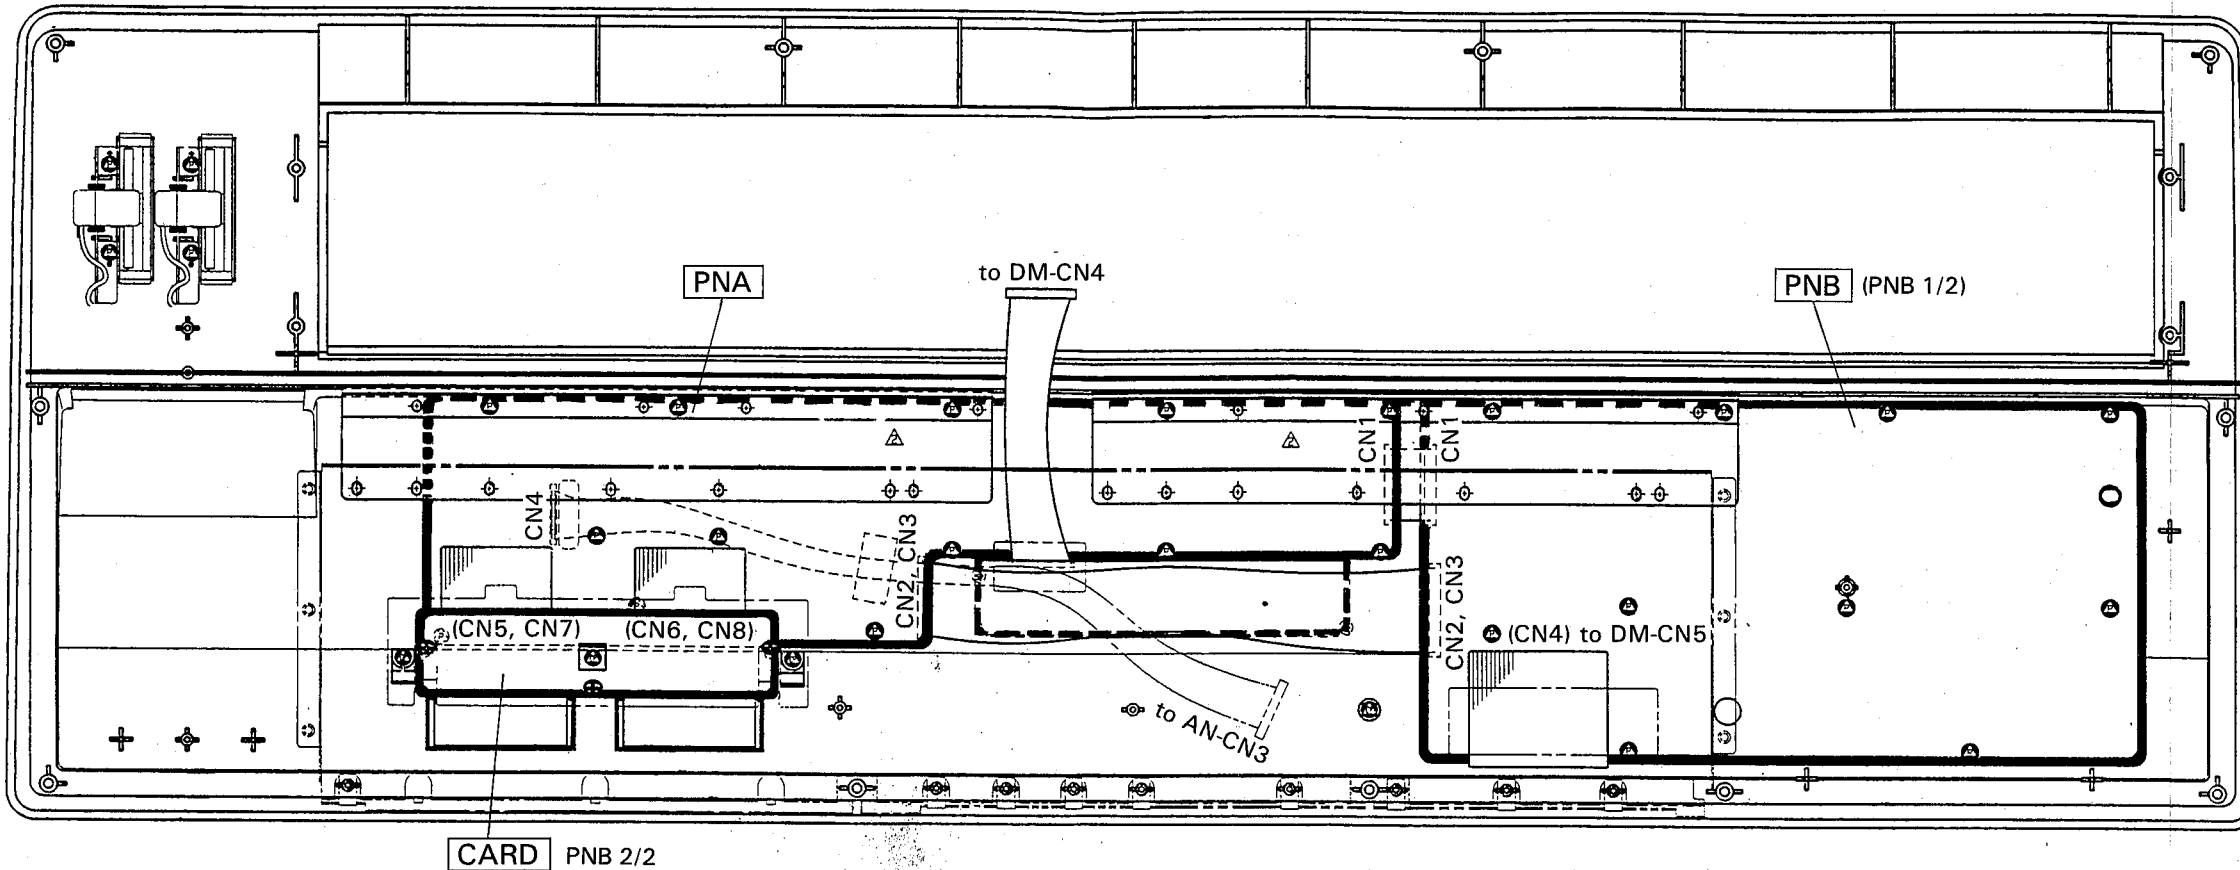 to DM-CN4
PNA
PNB (PNB 1/2)
CN1
CN1
CN4
CN2, CN3
CN2, CN3
(CN5, CN7)
(CN6, CN8)
(CN4) to DM-CN5
to AN-CN3
CARD PNB 2/2